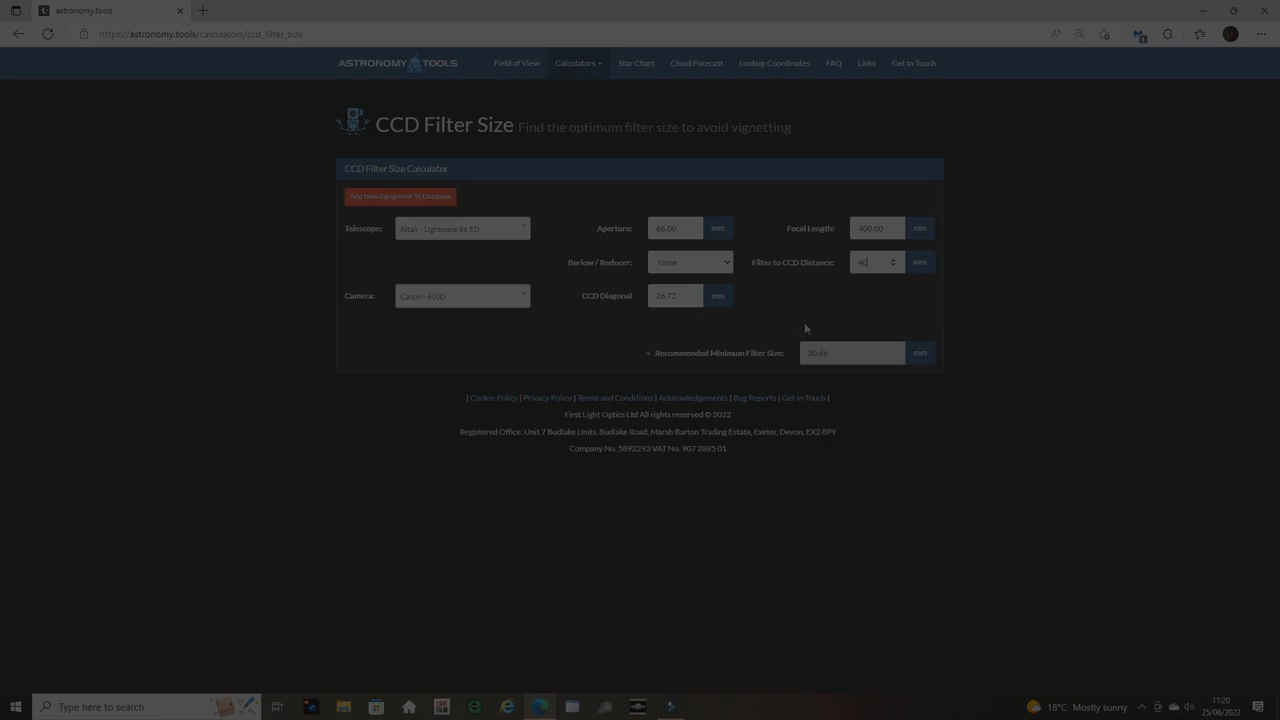 astronomy.tools
https://astronomy.tools/calculators/ccd_filter_size
ASTRONOMY TOOLS
Field of View
Calculators
Star Chart
Cloud Forecast
Lookup Coordinates
FAQ
Links
Get In Touch
CCD Filter Size Find the optimum filter size to avoid vignetting
CCD Filter Size Calculator
Add New Equipment To Database
Telescope: Altair - Lightwave 66 ED Aperture: 66.00 mm Focal Length: 400.00 mm
Barlow / Reducer: None Filter to CCD Distance: 40 mm
Camera: Canon - 600D CCD Diagonal 26.73 mm
= Recommended Minimum Filter Size: 30.66 mm
| Cookie Policy | Privacy Policy | Terms and Conditions | Acknowledgements | Bug Reports | Get In Touch |
First Light Optics Ltd All rights reserved © 2022
Registered Office: Unit 7 Budlake Units, Budlake Road, Marsh Barton Trading Estate, Exeter, Devon, EX2 8PY
Company No. 5892293 VAT No. 907 2895 01
Type here to search
18°C Mostly sunny
11:20
25/06/2022